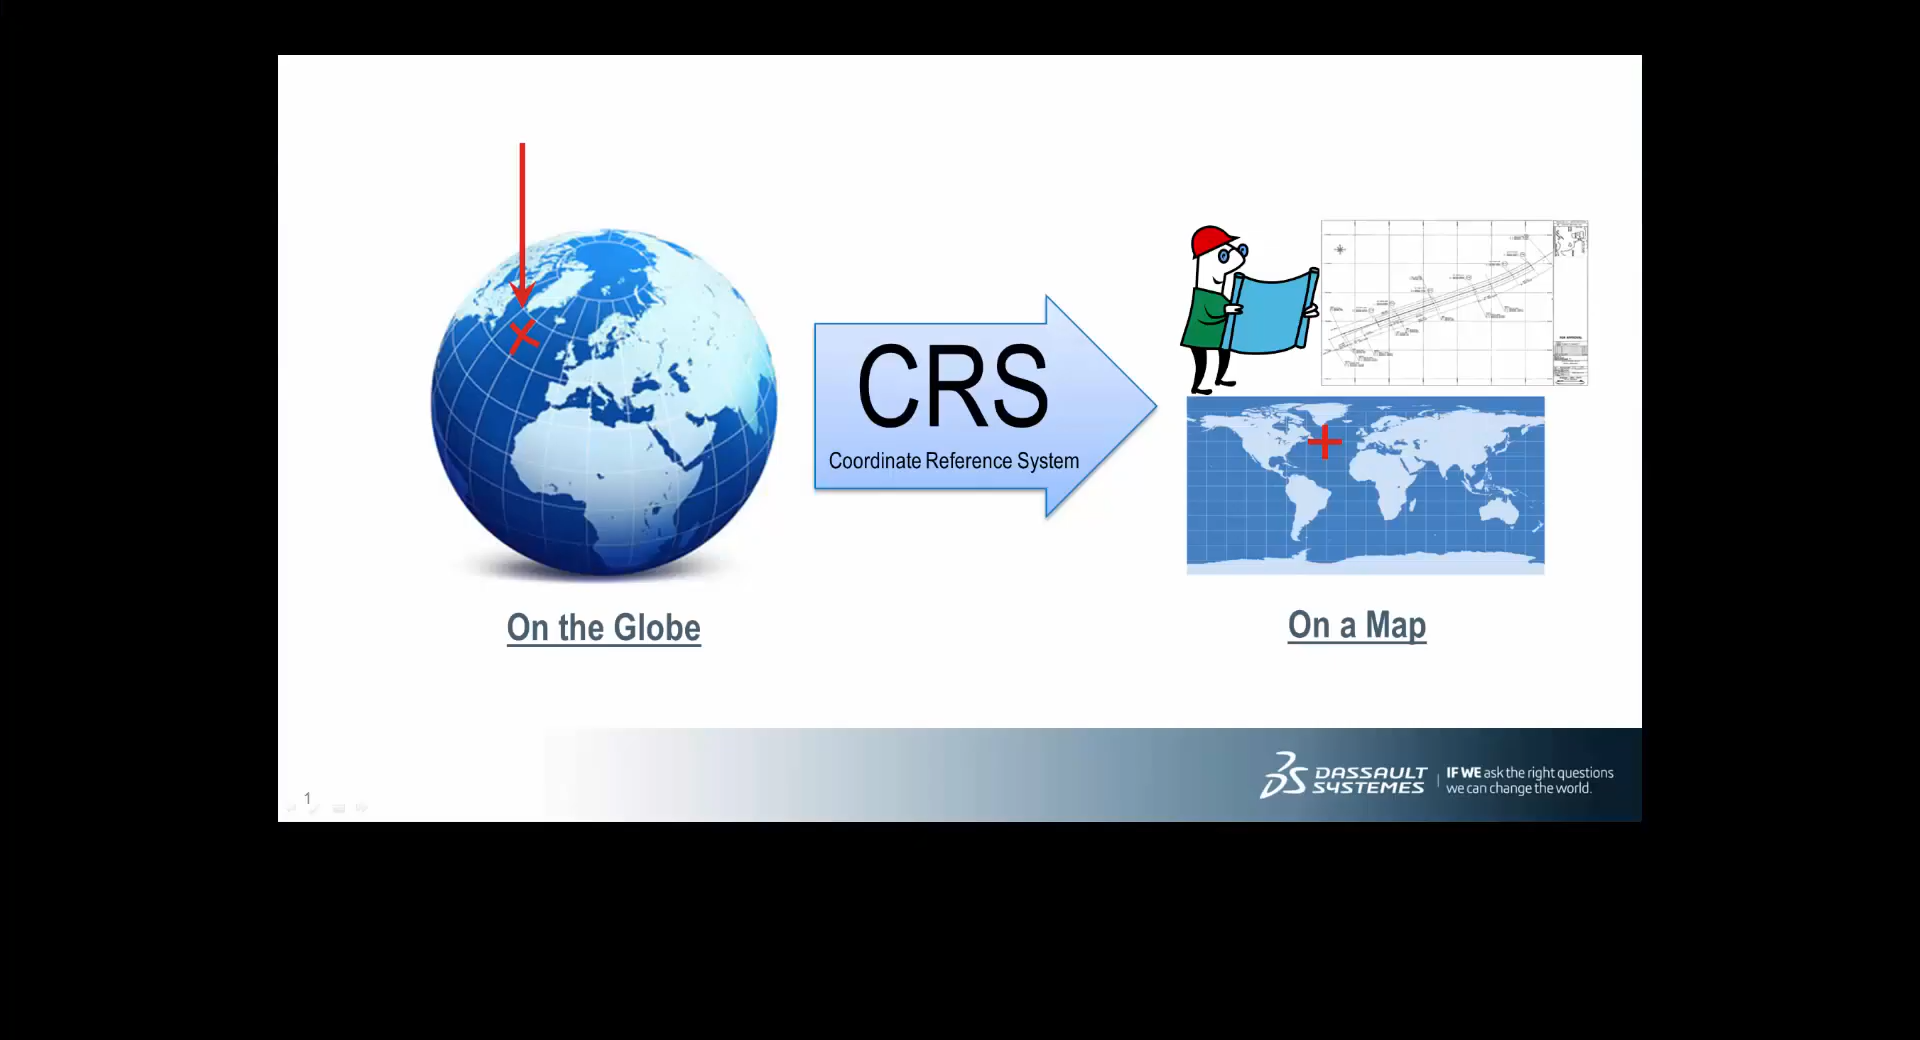 CRS
Coordinate Reference System
On the Globe
On a Map
1
DASSAULT
SYSTEMES
IF WE ask the right questions
we can change the world.